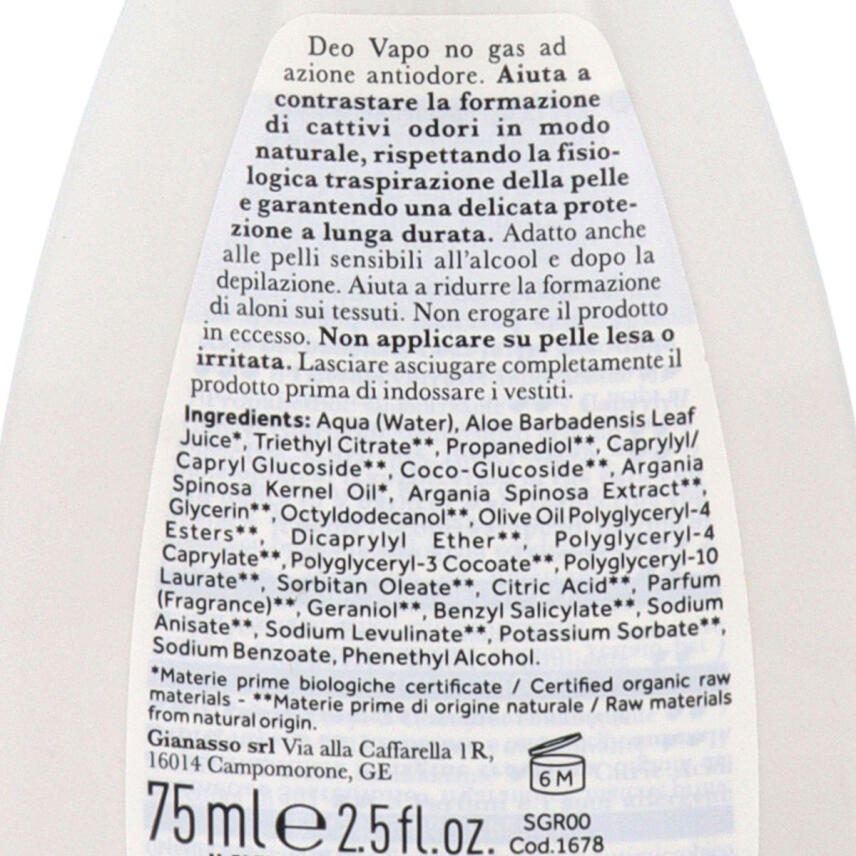 Deo Vapo no gas ad
azione antiodore. Aiuta a
contrastare la formazione
di cattivi odori in modo
naturale, rispettando la fisio-
logica traspirazione della pelle
e garantendo una delicata prote-
zione a lunga durata. Adatto anche
alle pelli sensibili all'alcool e dopo la
depilazione. Aiuta a ridurre la formazione
di aloni sui tessuti. Non erogare il prodotto
in eccesso. Non applicare su pelle lesa o
irritata. Lasciare asciugare completamente il
prodotto prima di indossare i vestiti.
Ingredients: Aqua (Water), Aloe Barbadensis Leaf
Juice*, Triethyl Citrate**, Propanediol**, Caprylyl/
Capryl Glucoside**, Coco-Glucoside**, Argania
Spinosa Kernel Oil*, Argania Spinosa Extract**,
Glycerin**, Octyldodecanol**, Olive Oil Polyglyceryl-4
Esters**, Dicaprylyl Ether**, Polyglyceryl-4
Caprylate**, Polyglyceryl-3 Cocoate**, Polyglyceryl-10
Laurate**, Sorbitan Oleate**, Citric Acid**, Parfum
(Fragrance)**, Geraniol**, Benzyl Salicylate**, Sodium
Anisate**, Sodium Levulinate**, Potassium Sorbate**,
Sodium Benzoate, Phenethyl Alcohol.
*Materie prime biologiche certificate / Certified organic raw
materials - **Materie prime di origine naturale / Raw materials
from natural origin.
Gianasso srl Via alla Caffarella 1 R,
16014 Campomorone, GE
6 M
75 ml e 2.5 fl.oz.
SGR00
Cod.1678